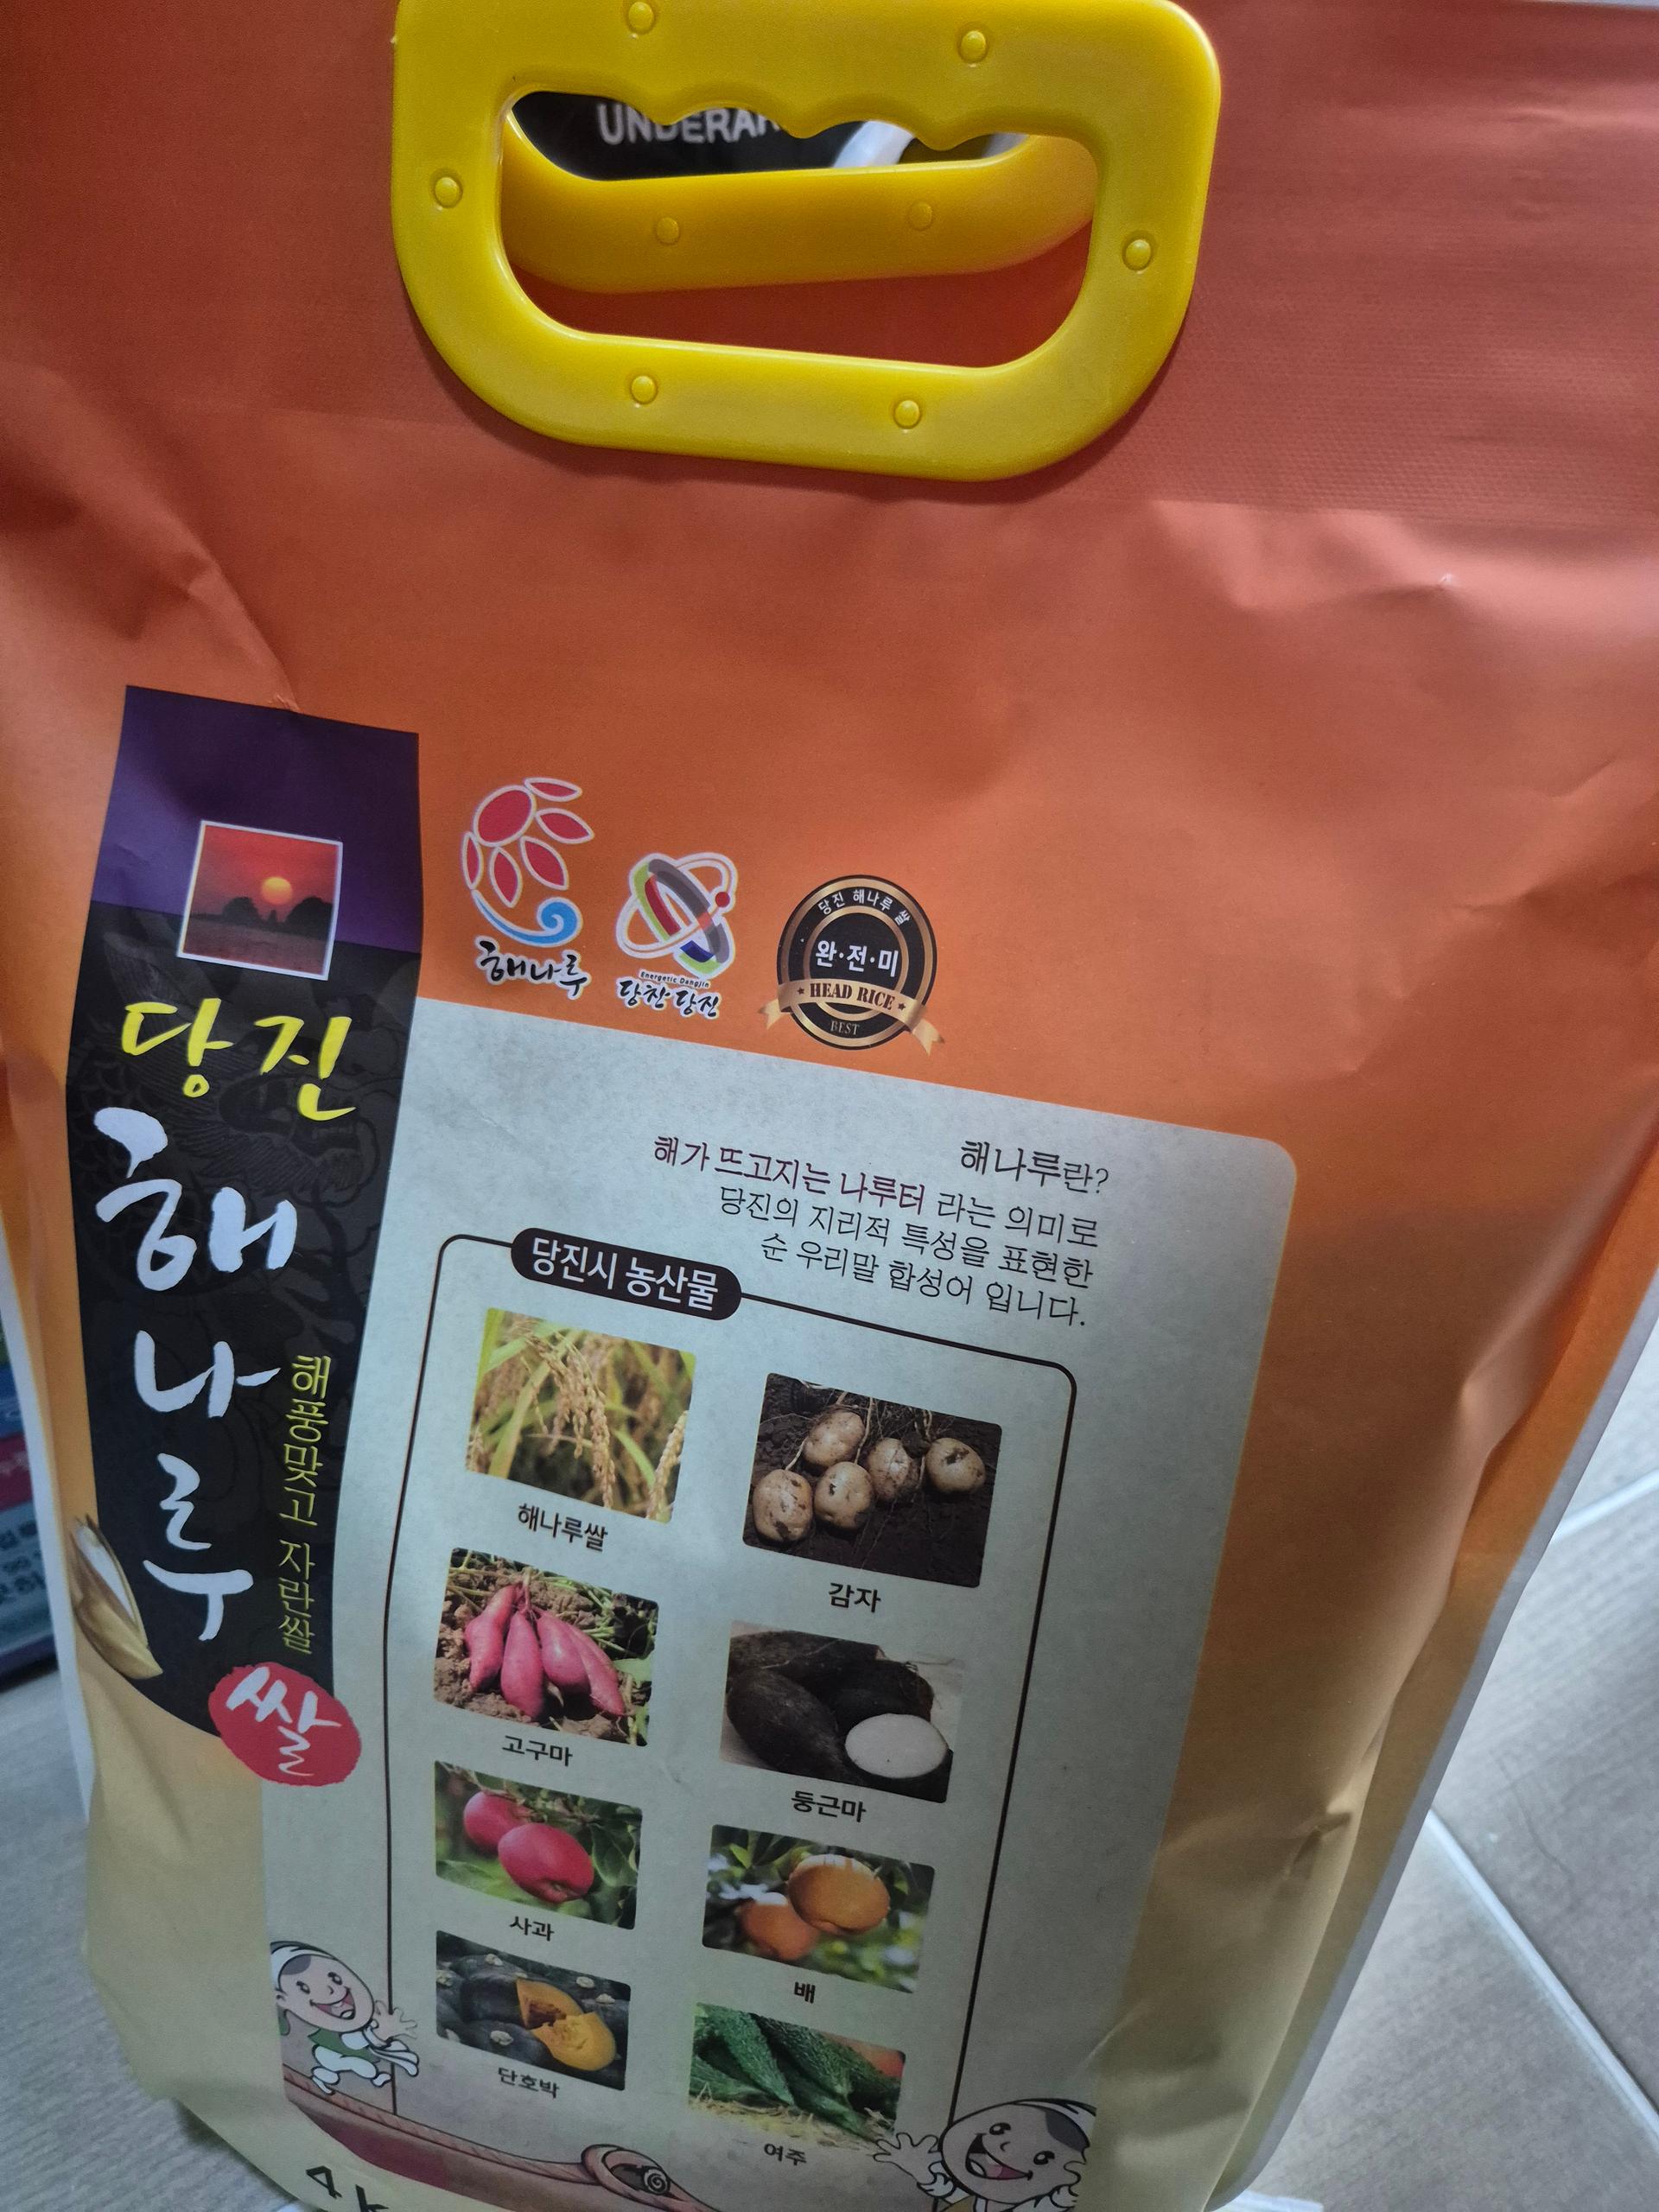 UNDERAR
당진
해나루
해풍맞고 자란쌀
쌀
해나루
Energetic Dangjin
당찬당진
당진 해나루 쌀
완·전·미
HEAD RICE
BEST
해나루란?
해가 뜨고지는 나루터 라는 의미로
당진의 지리적 특성을 표현한
순 우리말 합성어 입니다.
당진시 농산물
해나루쌀
감자
고구마
둥근마
사과
배
단호박
여주